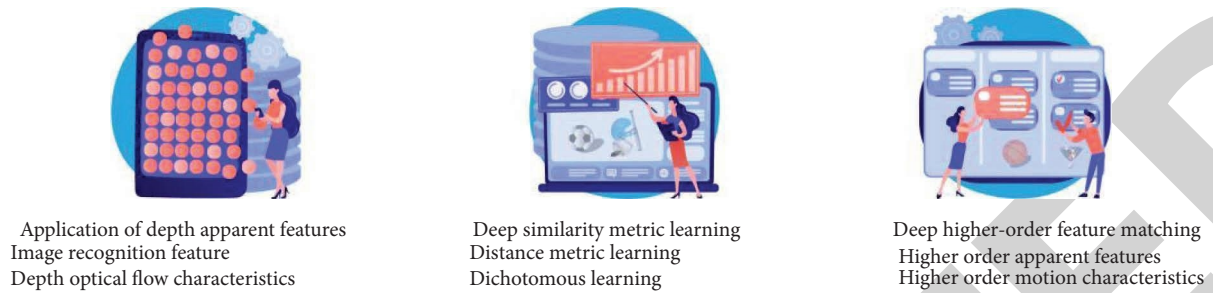 Application of depth apparent features
Image recognition feature
Depth optical flow characteristics
Deep similarity metric learning
Distance metric learning
Dichotomous learning
Deep higher-order feature matching
Higher order apparent features
Higher order motion characteristics